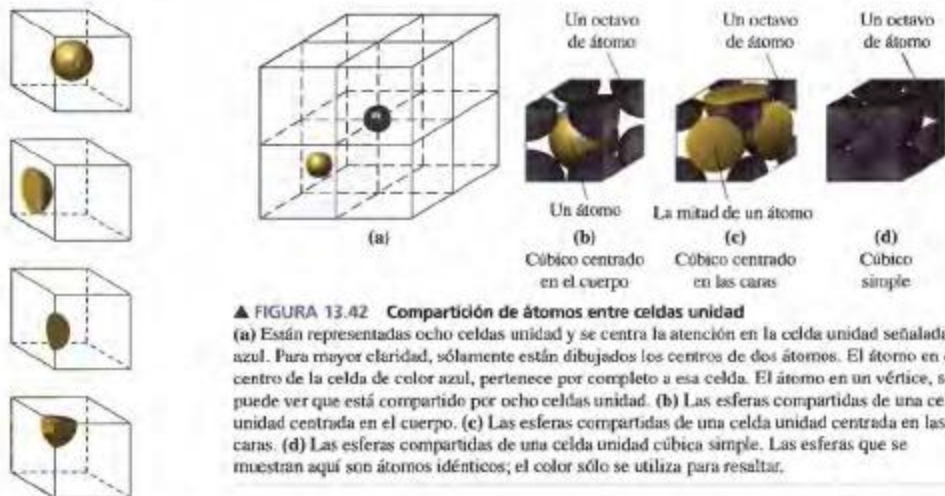 Un octavo
de átomo
Un octavo
de átomo
Un octavo
de átomo
Un átomo
La mitad de un átomo
(a)
(b)
(c)
(d)
Cúbico centrado
en el cuerpo
Cúbico centrado
en las caras
Cúbico
simple
▲ FIGURA 13.42 Compartición de átomos entre celdas unidad
(a) Están representadas ocho celdas unidad y se centra la atención en la celda unidad señalada
azul. Para mayor claridad, sólamente están dibujados los centros de dos átomos. El átomo en
centro de la celda de color azul, pertenece por completo a esa celda. El átomo en un vértice, s
puede ver que está compartido por ocho celdas unidad. (b) Las esferas compartidas de una ce
unidad centrada en el cuerpo. (c) Las esferas compartidas de una celda unidad centrada en las
caras. (d) Las esferas compartidas de una celda unidad cúbica simple. Las esferas que se
muestran aquí son átomos idénticos; el color sólo se utiliza para resaltar.